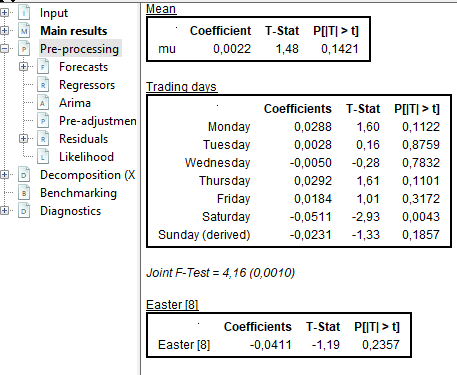 Input
Main results
Pre-processing
Forecasts
Regressors
Arima
Pre-adjustmen
Residuals
Likelihood
Decomposition (X
Benchmarking
Diagnostics
Mean
. Coefficient T-Stat P[|T| > t]
mu 0,0022 1,48 0,1421
Trading days
. Coefficients T-Stat P[|T| > t]
Monday 0,0288 1,60 0,1122
Tuesday 0,0028 0,16 0,8759
Wednesday -0,0050 -0,28 0,7832
Thursday 0,0292 1,61 0,1101
Friday 0,0184 1,01 0,3172
Saturday -0,0511 -2,93 0,0043
Sunday (derived) -0,0231 -1,33 0,1857
Joint F-Test = 4,16 (0,0010)
Easter [8]
. Coefficients T-Stat P[|T| > t]
Easter [8] -0,0411 -1,19 0,2357